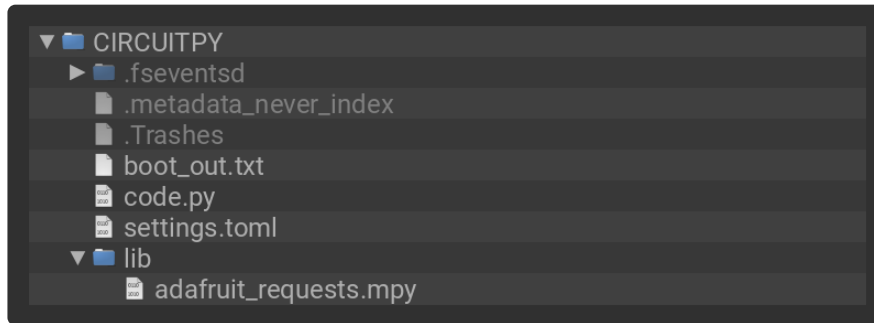 CIRCUITPY
.fseventsd
.metadata_never_index
.Trashes
boot_out.txt
code.py
settings.toml
lib
adafruit_requests.mpy